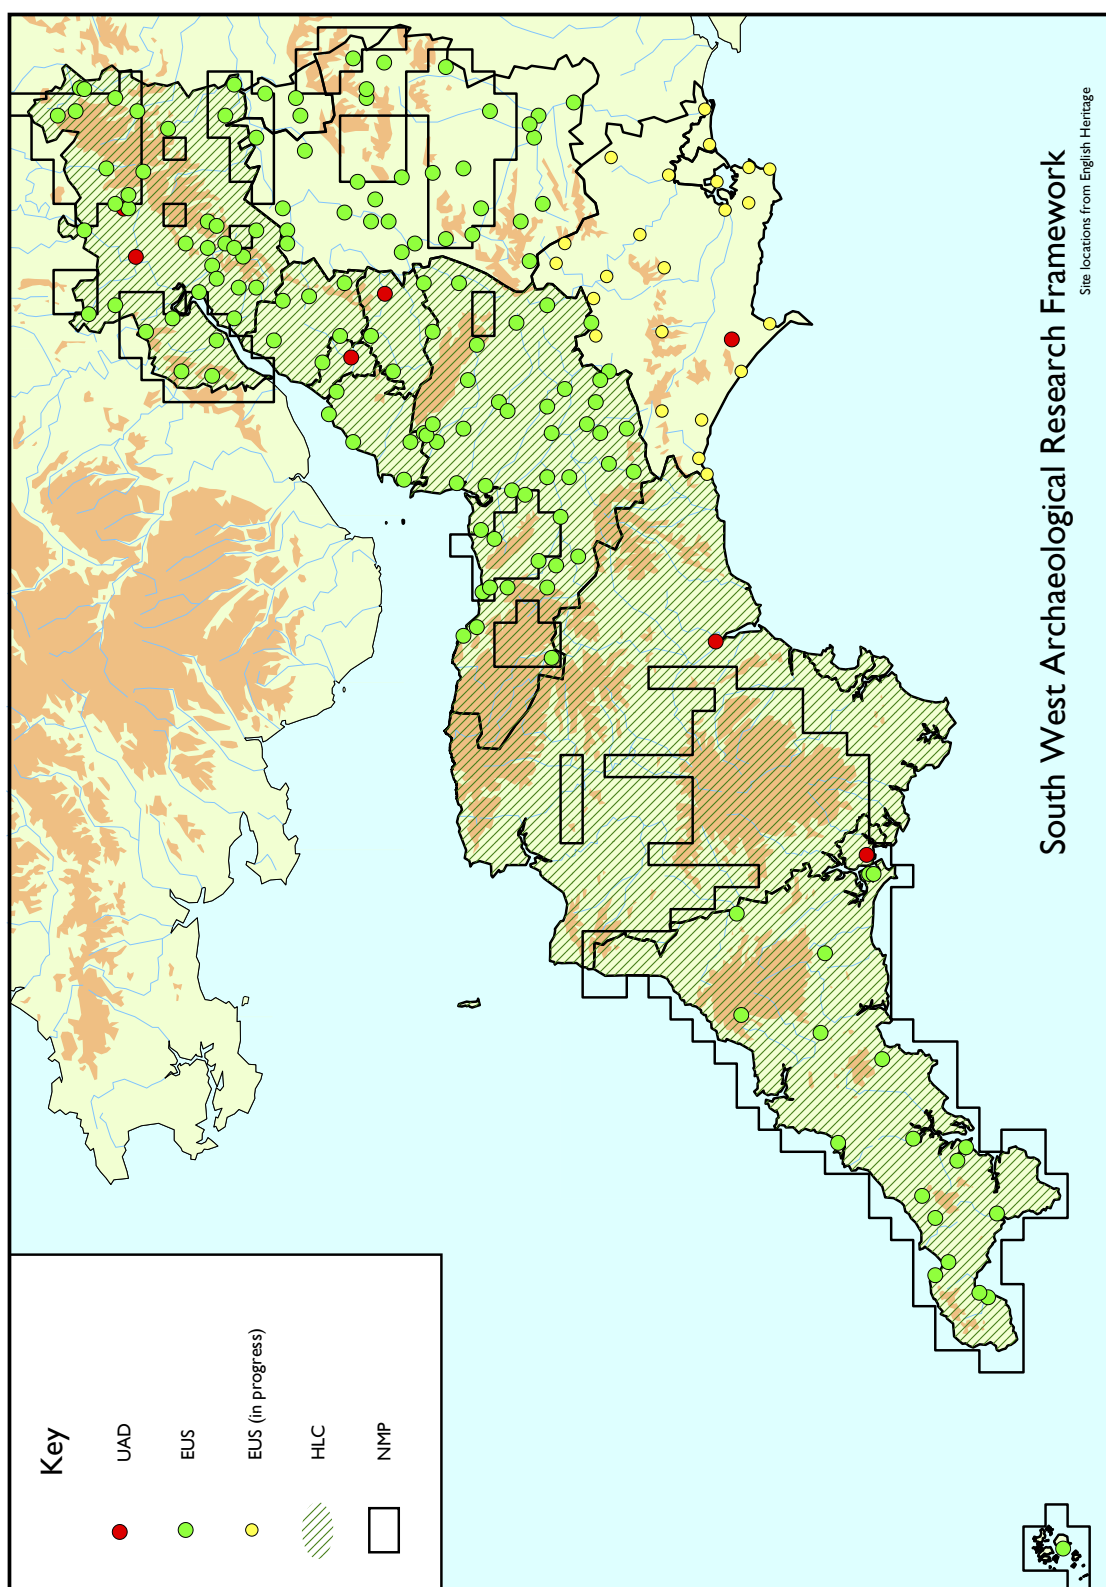 Key
UAD
EUS
EUS (in progress)
HLC
NMP
South West Archaeological Research Framework
Site locations from English Heritage